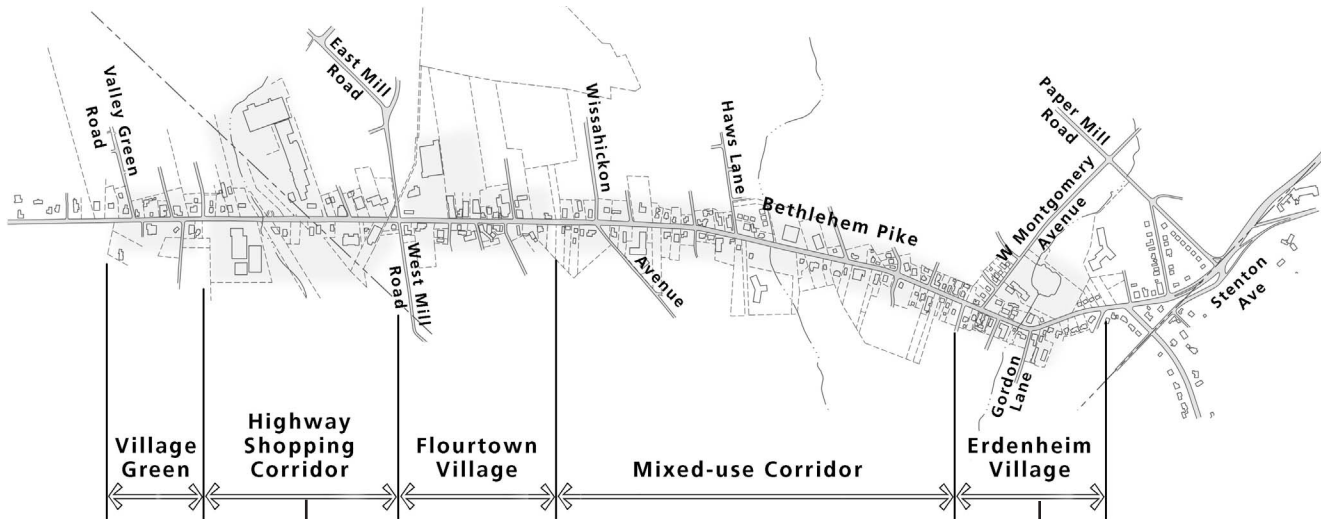 Valley Green
Road
East Mill
Road
Wissahickon
Avenue
Haws Lane
Bethlehem Pike
W Montgomery
Avenue
Paper Mill
Road
Stenton
Ave
West Mill
Road
Gordon
Lane
Village
Green
Highway
Shopping
Corridor
Flourtown
Village
Mixed-use Corridor
Erdenheim
Village